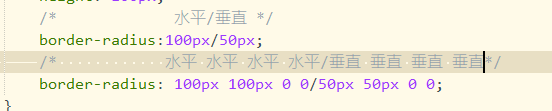 /* 水平/垂直 */
border-radius:100px/50px;
/* 水平 水平 水平 水平/垂直 垂直 垂直 垂直*/
border-radius: 100px 100px 0 0/50px 50px 0 0;
}